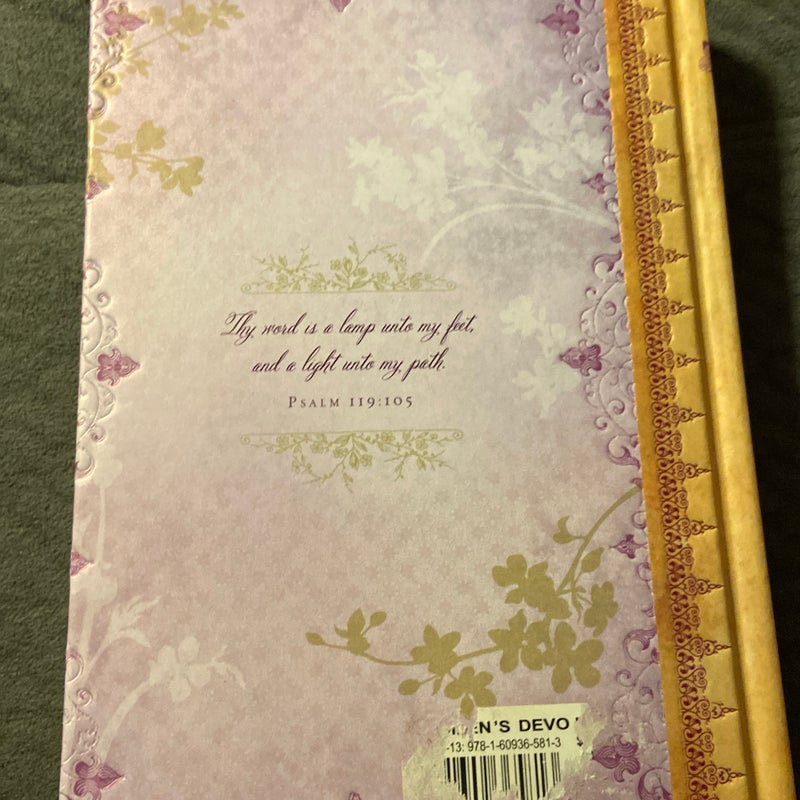 Thy word is a lamp unto my feet,
and a light unto my path.
PSALM 119:105
EN'S DEVO
-13: 978-1-60936-581-3